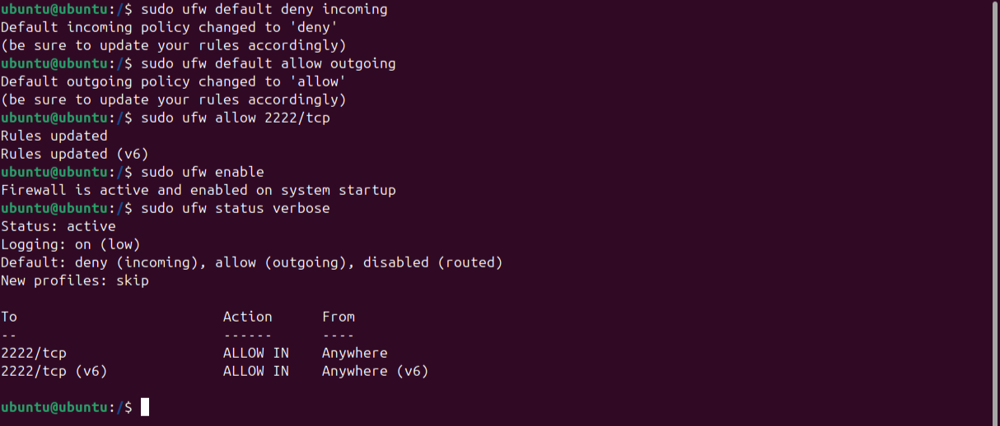 ubuntu@ubuntu:/$ sudo ufw default deny incoming
Default incoming policy changed to 'deny'
(be sure to update your rules accordingly)
ubuntu@ubuntu:/$ sudo ufw default allow outgoing
Default outgoing policy changed to 'allow'
(be sure to update your rules accordingly)
ubuntu@ubuntu:/$ sudo ufw allow 2222/tcp
Rules updated
Rules updated (v6)
ubuntu@ubuntu:/$ sudo ufw enable
Firewall is active and enabled on system startup
ubuntu@ubuntu:/$ sudo ufw status verbose
Status: active
Logging: on (low)
Default: deny (incoming), allow (outgoing), disabled (routed)
New profiles: skip

To                         Action      From
--                         ------      ----
2222/tcp                   ALLOW IN    Anywhere
2222/tcp (v6)              ALLOW IN    Anywhere (v6)

ubuntu@ubuntu:/$